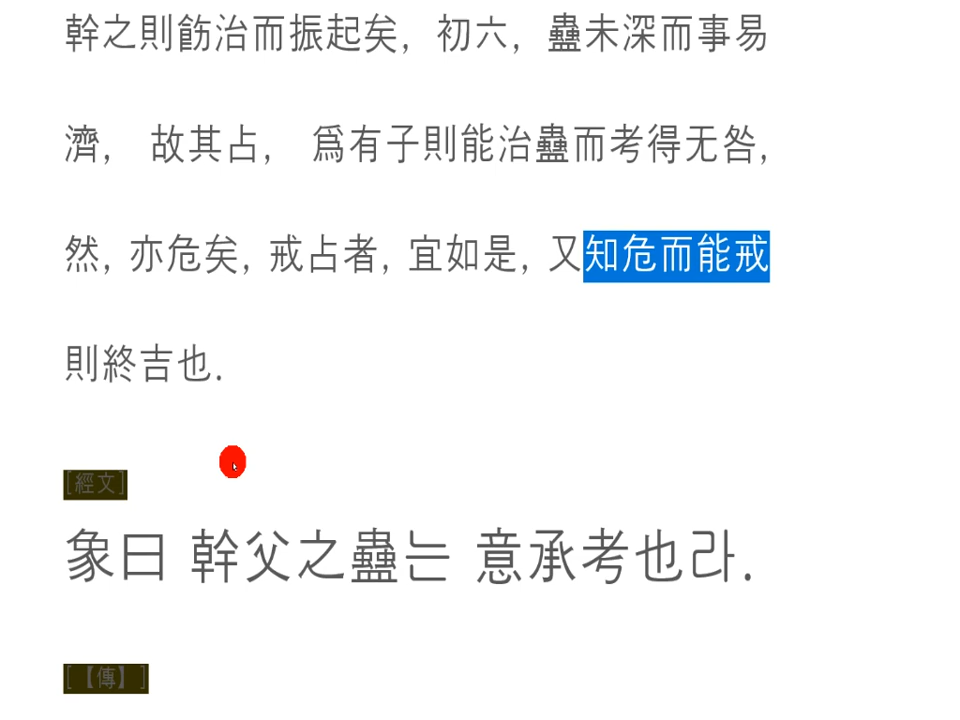 幹之則飭治而振起矣, 初六, 蠱未深而事易
濟, 故其占, 爲有子則能治蠱而考得无咎,
然, 亦危矣, 戒占者, 宜如是, 又知危而能戒
則終吉也.
[經文]
象曰 幹父之蠱는 意承考也라.
[【傳】]